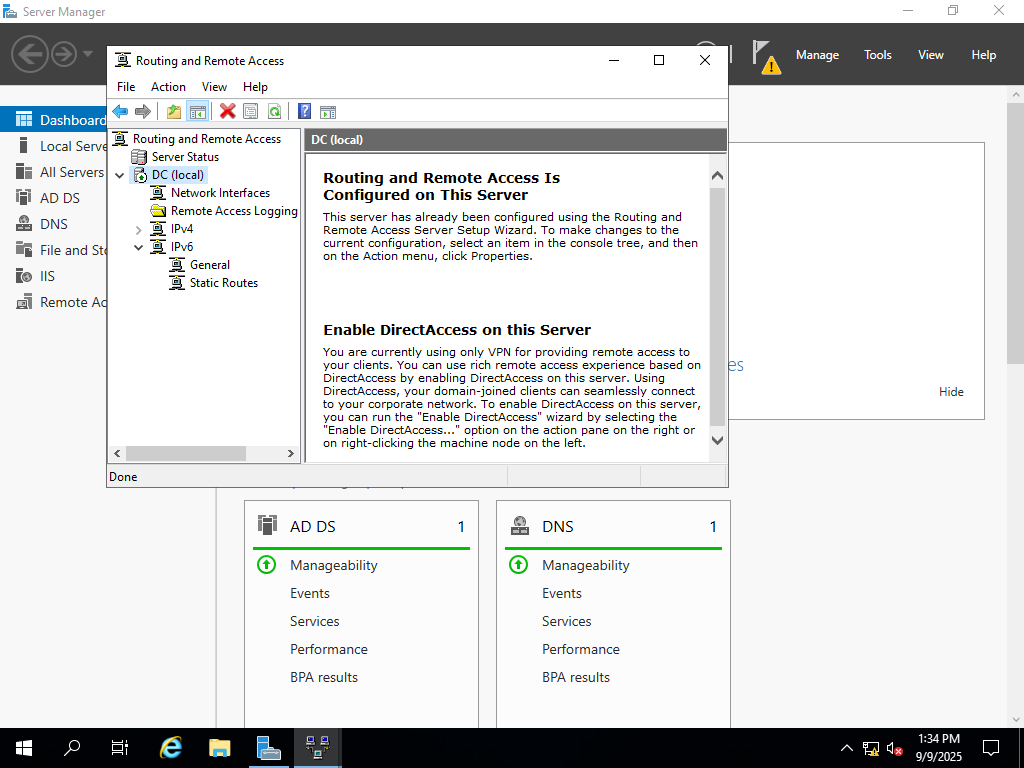 Server Manager
Manage
Tools
View
Help
Dashboard
Local Serve
All Servers
AD DS
DNS
File and Sto
IIS
Remote Ac
Routing and Remote Access
File
Action
View
Help
Routing and Remote Access
Server Status
DC (local)
Network Interfaces
Remote Access Logging
IPv4
IPv6
General
Static Routes
DC (local)
Routing and Remote Access Is
Configured on This Server
This server has already been configured using the Routing and
Remote Access Server Setup Wizard. To make changes to the
current configuration, select an item in the console tree, and then
on the Action menu, click Properties.
Enable DirectAccess on this Server
You are currently using only VPN for providing remote access to
your clients. You can use rich remote access experience based on
DirectAccess by enabling DirectAccess on this server. Using
DirectAccess, your domain-joined clients can seamlessly connect
to your corporate network. To enable DirectAccess on this server,
you can run the "Enable DirectAccess" wizard by selecting the
"Enable DirectAccess..." option on the action pane on the right or
on right-clicking the machine node on the left.
Done
es
Hide
AD DS 1
Manageability
Events
Services
Performance
BPA results
DNS 1
Manageability
Events
Services
Performance
BPA results
1:34 PM
9/9/2025